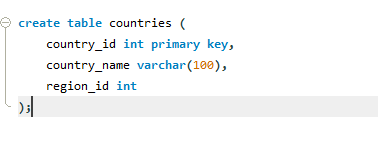 create table countries (
    country_id int primary key,
    country_name varchar(100),
    region_id int
);